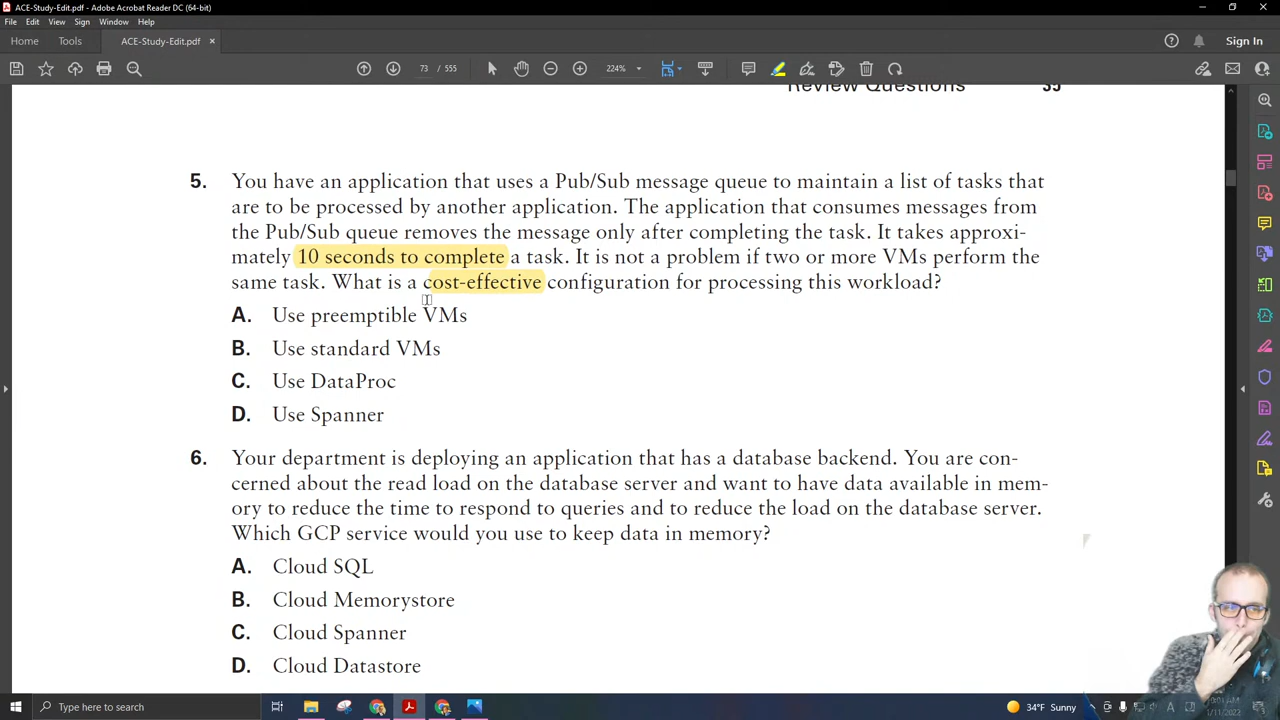 ACE-Study-Edit.pdf - Adobe Acrobat Reader DC (64-bit)
File Edit View Sign Window Help
Home Tools ACE-Study-Edit.pdf × Sign In
73 / 555 224%
Review Questions 35
5. You have an application that uses a Pub/Sub message queue to maintain a list of tasks that
are to be processed by another application. The application that consumes messages from
the Pub/Sub queue removes the message only after completing the task. It takes approxi-
mately 10 seconds to complete a task. It is not a problem if two or more VMs perform the
same task. What is a cost-effective configuration for processing this workload?
A. Use preemptible VMs
B. Use standard VMs
C. Use DataProc
D. Use Spanner
6. Your department is deploying an application that has a database backend. You are con-
cerned about the read load on the database server and want to have data available in mem-
ory to reduce the time to respond to queries and to reduce the load on the database server.
Which GCP service would you use to keep data in memory?
A. Cloud SQL
B. Cloud Memorystore
C. Cloud Spanner
D. Cloud Datastore
Type here to search
34°F Sunny
1/11/2022